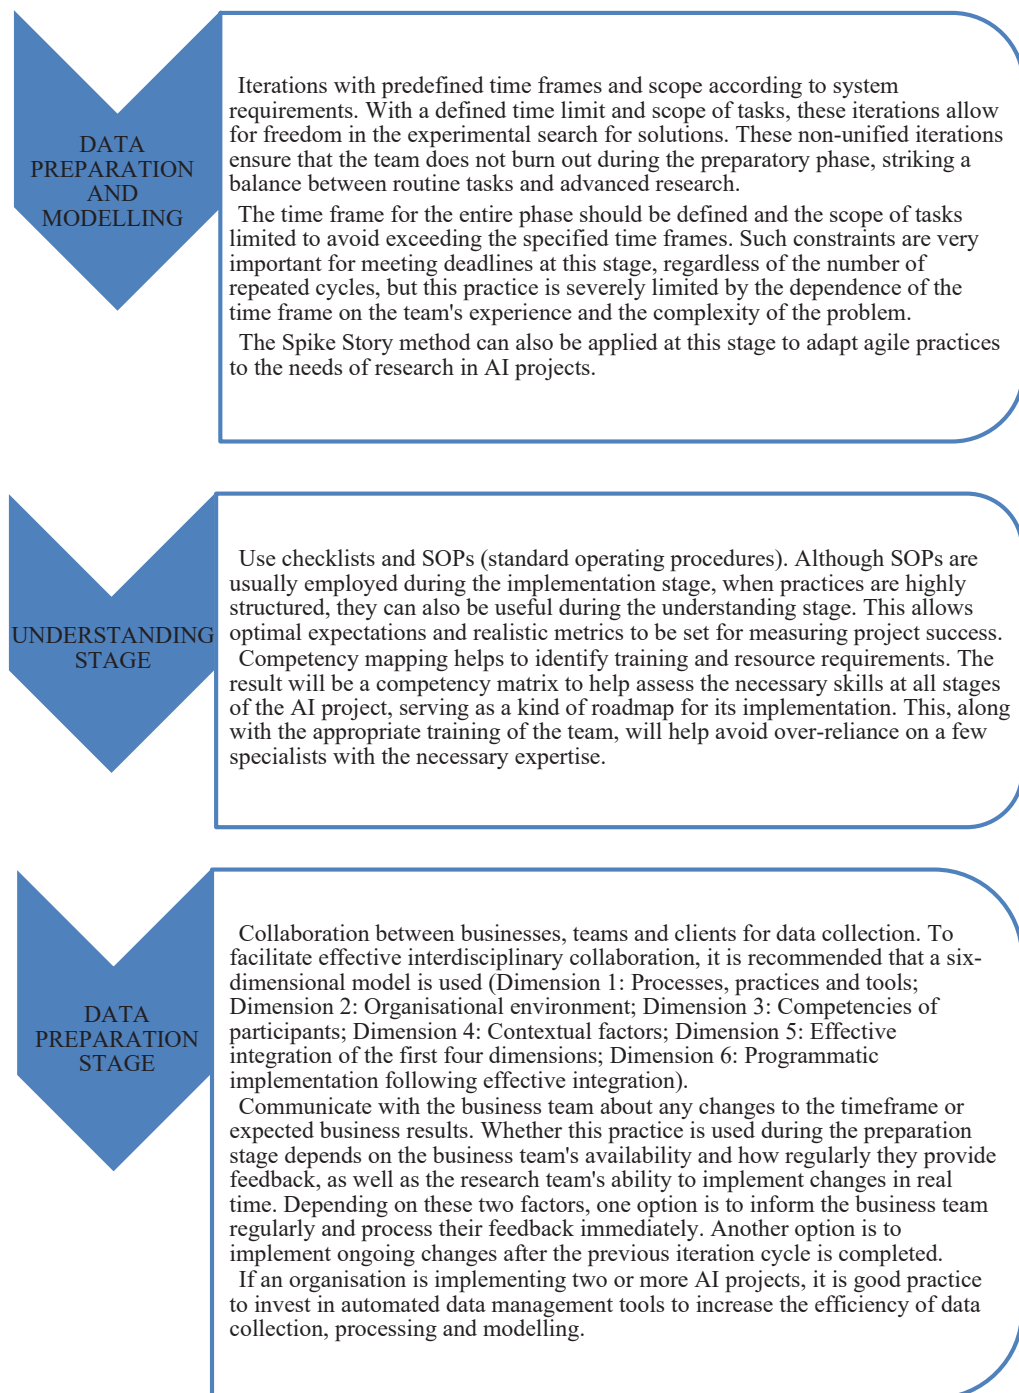 DATA
PREPARATION
AND
MODELLING
Iterations with predefined time frames and scope according to system
requirements. With a defined time limit and scope of tasks, these iterations allow
for freedom in the experimental search for solutions. These non-unified iterations
ensure that the team does not burn out during the preparatory phase, striking a
balance between routine tasks and advanced research.
The time frame for the entire phase should be defined and the scope of tasks
limited to avoid exceeding the specified time frames. Such constraints are very
important for meeting deadlines at this stage, regardless of the number of
repeated cycles, but this practice is severely limited by the dependence of the
time frame on the team's experience and the complexity of the problem.
The Spike Story method can also be applied at this stage to adapt agile practices
to the needs of research in AI projects.
UNDERSTANDING
STAGE
Use checklists and SOPs (standard operating procedures). Although SOPs are
usually employed during the implementation stage, when practices are highly
structured, they can also be useful during the understanding stage. This allows
optimal expectations and realistic metrics to be set for measuring project success.
Competency mapping helps to identify training and resource requirements. The
result will be a competency matrix to help assess the necessary skills at all stages
of the AI project, serving as a kind of roadmap for its implementation. This, along
with the appropriate training of the team, will help avoid over-reliance on a few
specialists with the necessary expertise.
DATA
PREPARATION
STAGE
Collaboration between businesses, teams and clients for data collection. To
facilitate effective interdisciplinary collaboration, it is recommended that a six-
dimensional model is used (Dimension 1: Processes, practices and tools;
Dimension 2: Organisational environment; Dimension 3: Competencies of
participants; Dimension 4: Contextual factors; Dimension 5: Effective
integration of the first four dimensions; Dimension 6: Programmatic
implementation following effective integration).
Communicate with the business team about any changes to the timeframe or
expected business results. Whether this practice is used during the preparation
stage depends on the business team's availability and how regularly they provide
feedback, as well as the research team's ability to implement changes in real
time. Depending on these two factors, one option is to inform the business team
regularly and process their feedback immediately. Another option is to
implement ongoing changes after the previous iteration cycle is completed.
If an organisation is implementing two or more AI projects, it is good practice
to invest in automated data management tools to increase the efficiency of data
collection, processing and modelling.